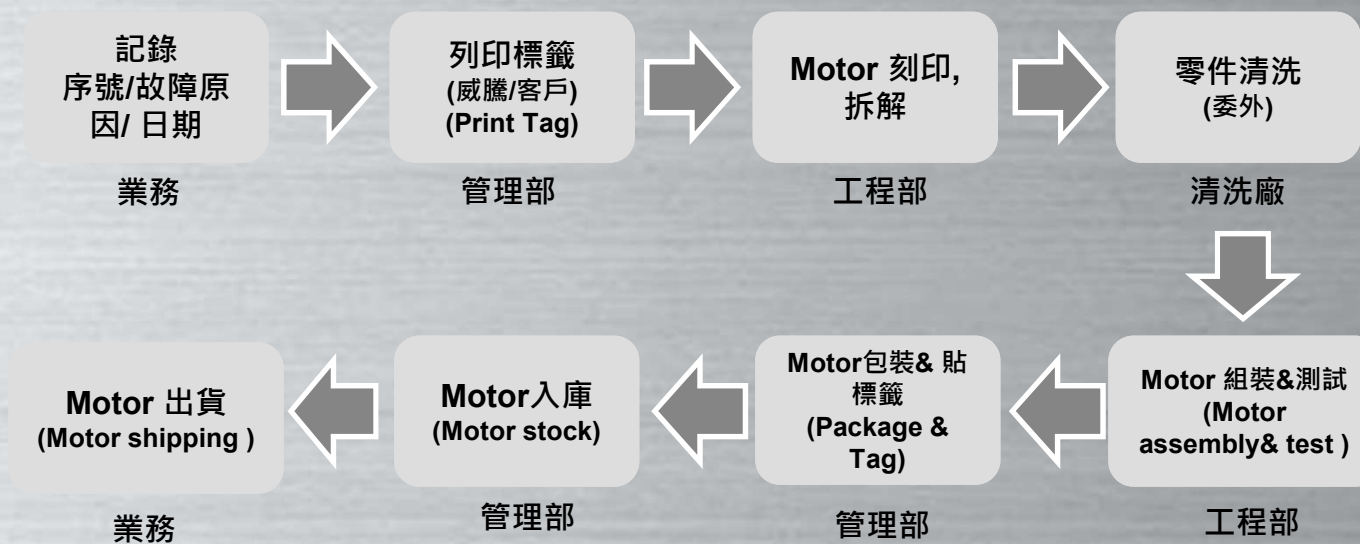 記錄
序號/故障原
因/ 日期
業務
列印標籤
(威騰/客戶)
(Print Tag)
管理部
Motor 刻印,
拆解
工程部
零件清洗
(委外)
清洗廠
Motor 組裝&測試
(Motor
assembly& test )
工程部
Motor包裝& 貼
標籤
(Package &
Tag)
管理部
Motor入庫
(Motor stock)
管理部
Motor 出貨
(Motor shipping )
業務